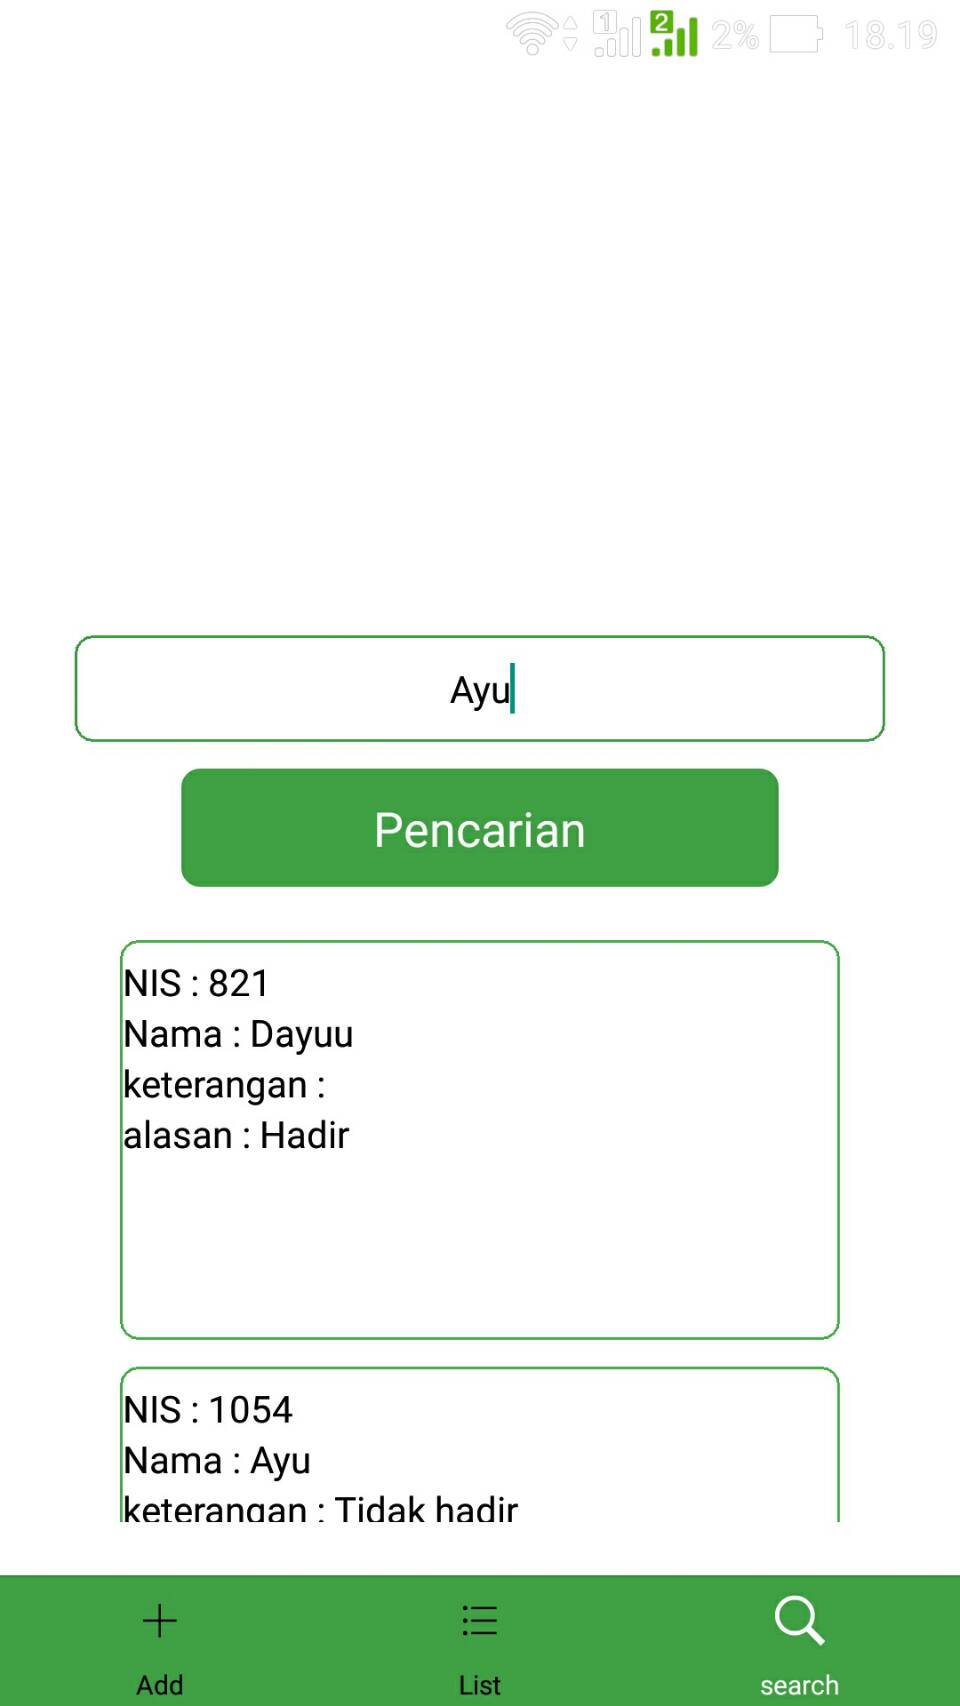 1 2 2% 18.19
Ayu
Pencarian
NIS : 821
Nama : Dayuu
keterangan :
alasan : Hadir
NIS : 1054
Nama : Ayu
keterangan : Tidak hadir
Add List search